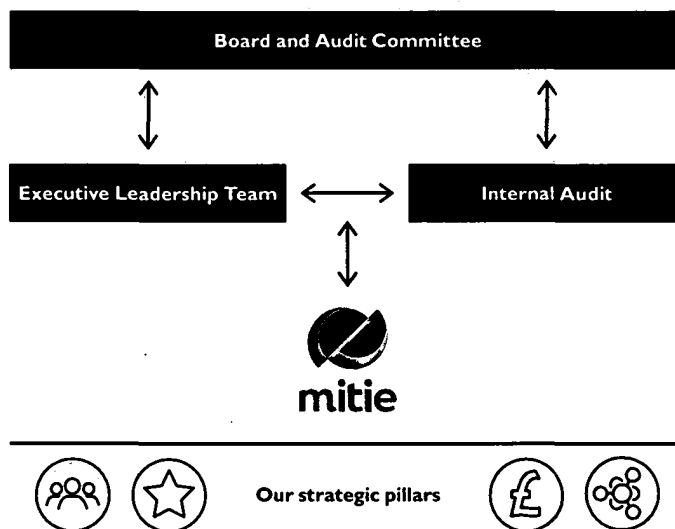 Board and Audit Committee
Executive Leadership Team
Internal Audit
mitie
Our strategic pillars
£